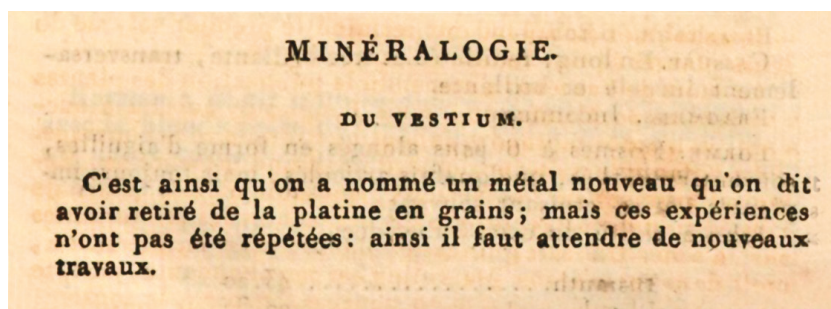 MINÉRALOGIE.
DU VESTIUM.
C'est ainsi qu'on a nommé un métal nouveau qu'on dit
avoir retiré de la platine en grains; mais ces expériences
n'ont pas été répétées: ainsi il faut attendre de nouveaux
travaux.